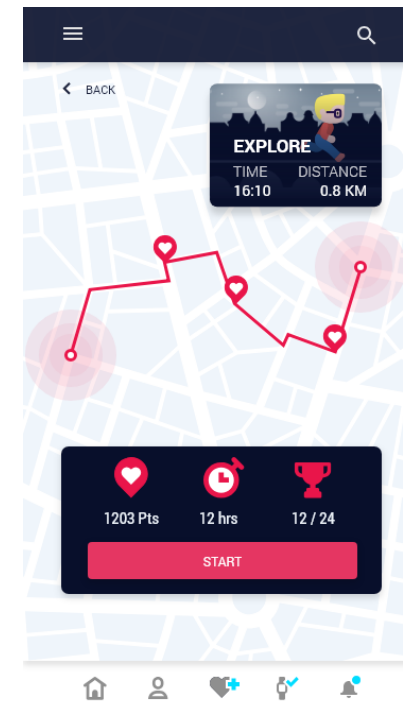 BACK
EXPLORE
TIME DISTANCE
16:10 0.8 KM
1203 Pts 12 hrs 12 / 24
START